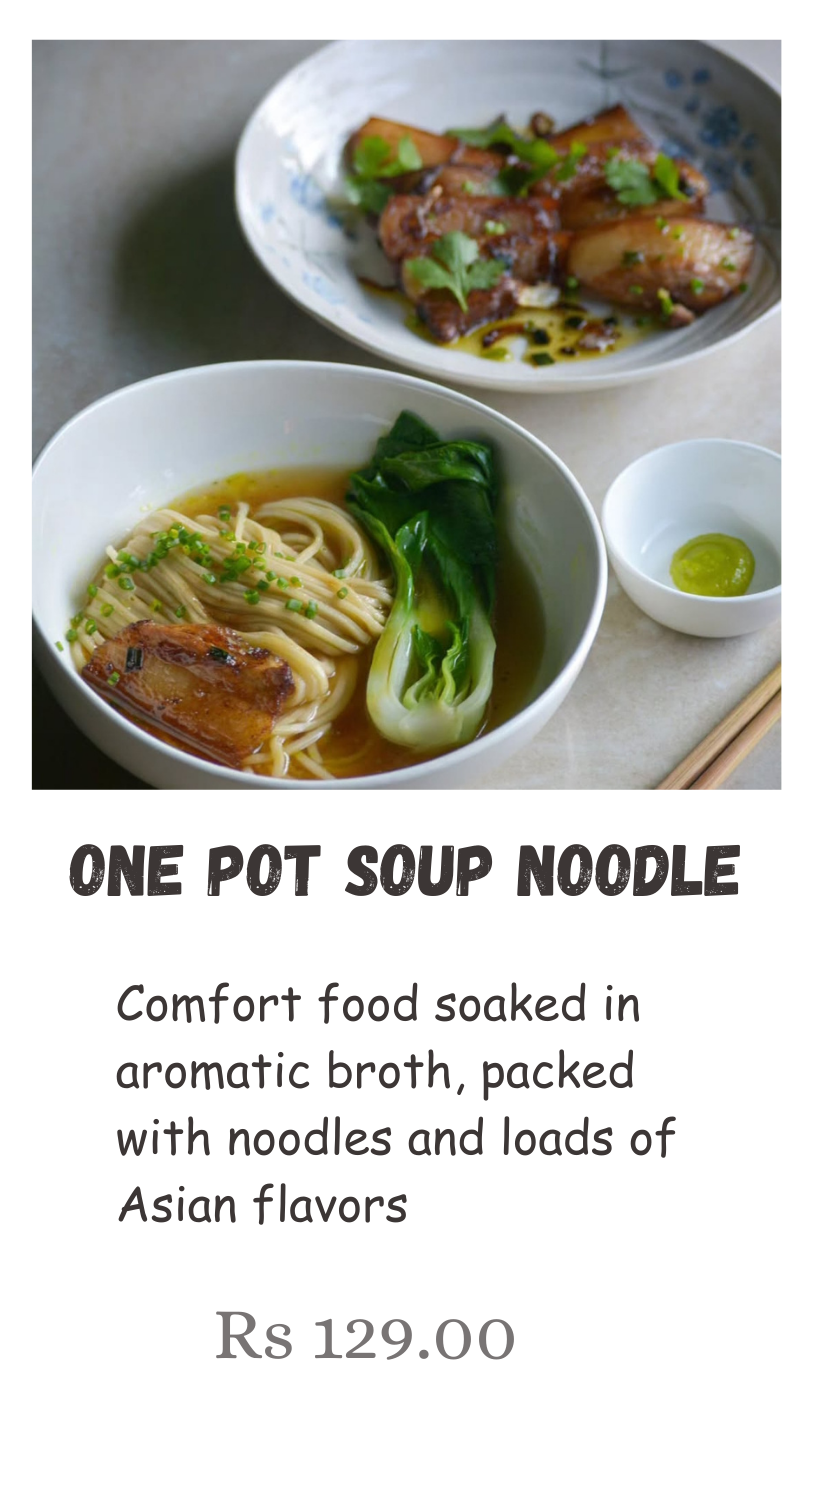 ONE POT SOUP NOODLE
Comfort food soaked in
aromatic broth, packed
with noodles and loads of
Asian flavors
Rs 129.00